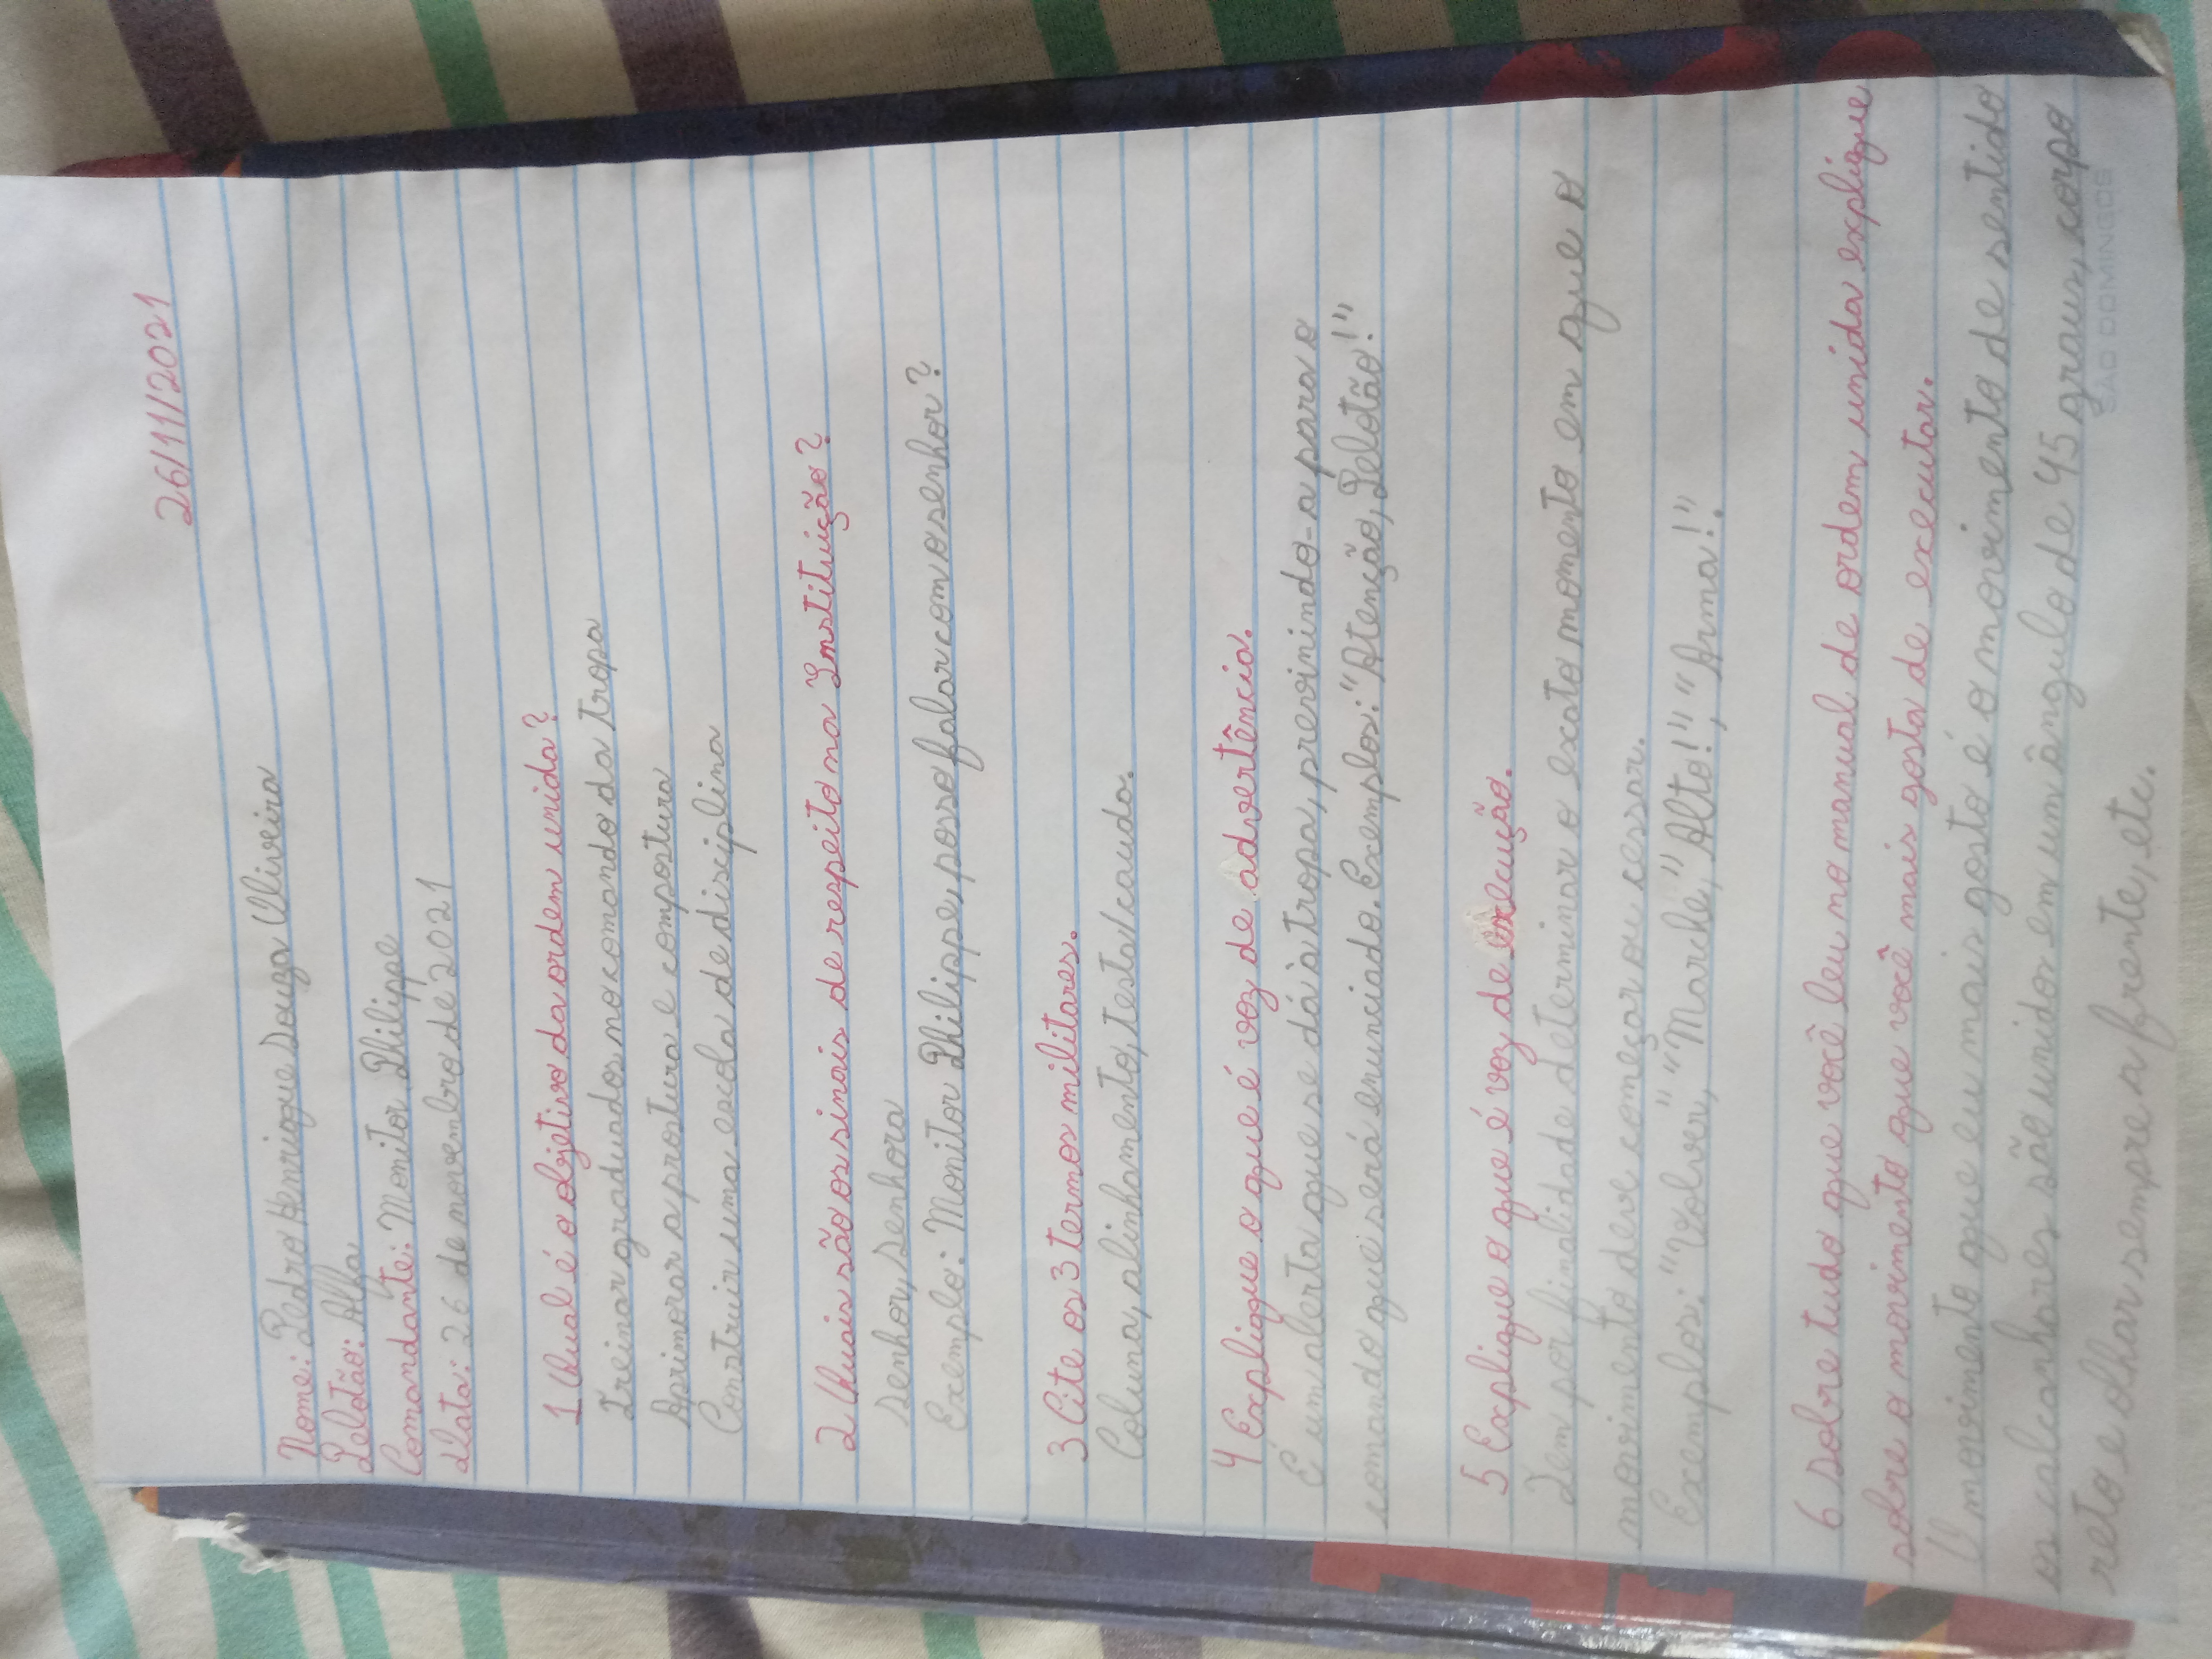 26/11/2021
Nome: Pedro Henrique Souza Oliveira
Pelotão: Alfa
Comandante: Monitor Philippe
Data: 26 de novembro de 2021
1 Qual é o objetivo da ordem unida?
Treinar graduados no comando da tropa
Aprimorar a postura e compostura
Construir uma escola de disciplina
2 Quais são os sinais de respeito na Instituição?
Senhor, senhora
Exemplo: Monitor Philippe, posso falar com o senhor?
3 Cite os 3 termos militares.
Coluna, alinhamento, testa/cauda.
4 Explique o que é voz de advertência.
É um alerta que se dá à tropa, prevenindo-a para o
comando que será enunciado. Exemplos: "Atenção, Pelotão!"
5 Explique o que é voz de execução.
Tem por finalidade determinar o exato momento em que o
movimento deve começar ou cessar.
Exemplos: "Volver," "Marche," "Alto!", "Arma!".
6 sobre tudo que você leu no manual de ordem unida explique
sobre o movimento que você mais gosta de executar.
O movimento que eu mais gosto é o movimento de sentido
os calcanhares são unidos em um ângulo de 45 graus, corpo
reto e olhar sempre a frente, etc.
SÃO DOMINGOS